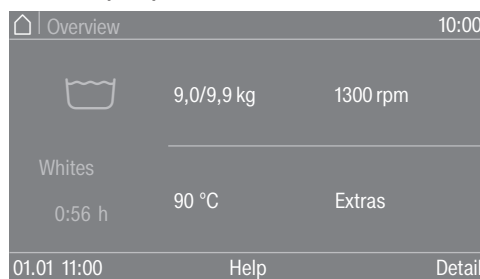 Overview 10:00
9,0/9,9 kg 1300 rpm
Whites
0:56 h
90 °C Extras
01.01 11:00 Help Detail